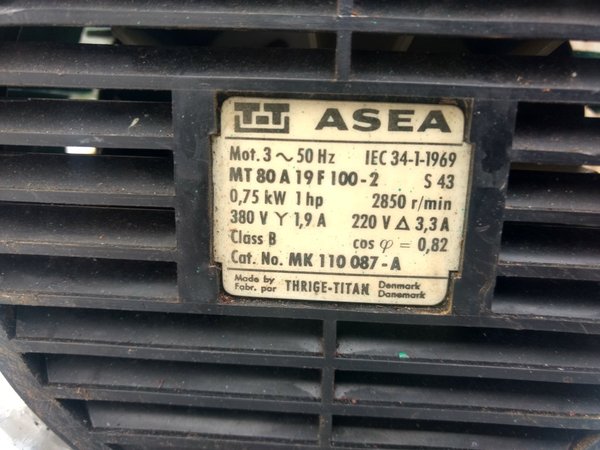 T-T ASEA
Mot. 3 ~ 50 Hz IEC 34-1-1969
MT 80 A 19 F 100-2 S 43
0,75 kW 1 hp 2850 r/min
380 V Y 1,9 A 220 V Δ 3,3 A
Class B cos φ = 0,82
Cat. No. MK 110 087-A
Made by
Fabr. par THRIGE-TITAN Denmark
Danemark